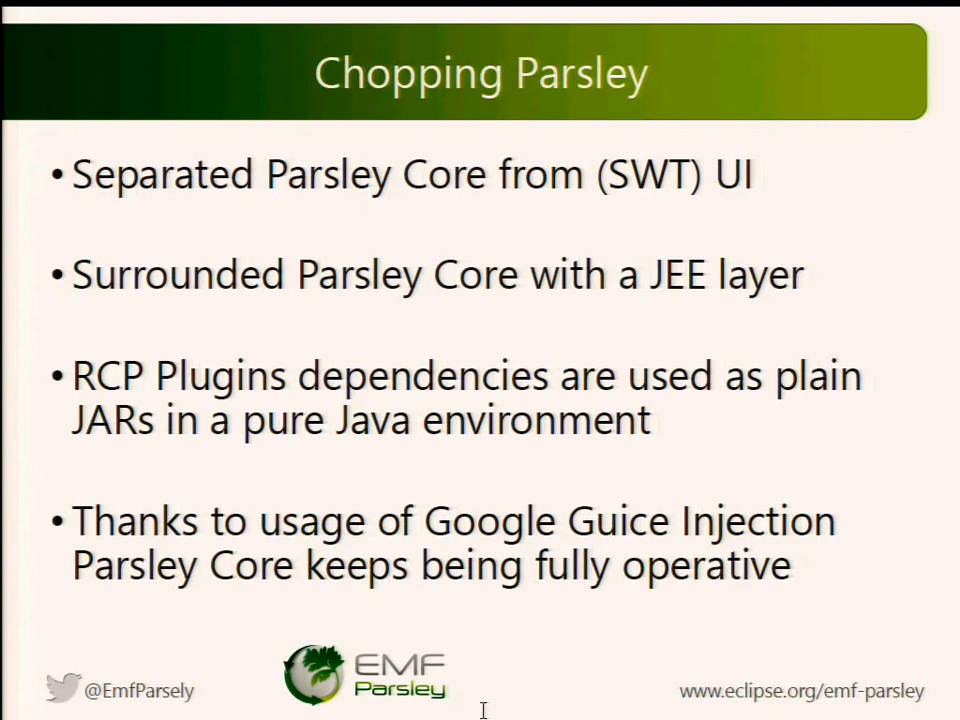 Chopping Parsley
• Separated Parsley Core from (SWT) UI
• Surrounded Parsley Core with a JEE layer
• RCP Plugins dependencies are used as plain
JARs in a pure Java environment
• Thanks to usage of Google Guice Injection
Parsley Core keeps being fully operative
@EmfParsely
EMF
Parsley
www.eclipse.org/emf-parsley